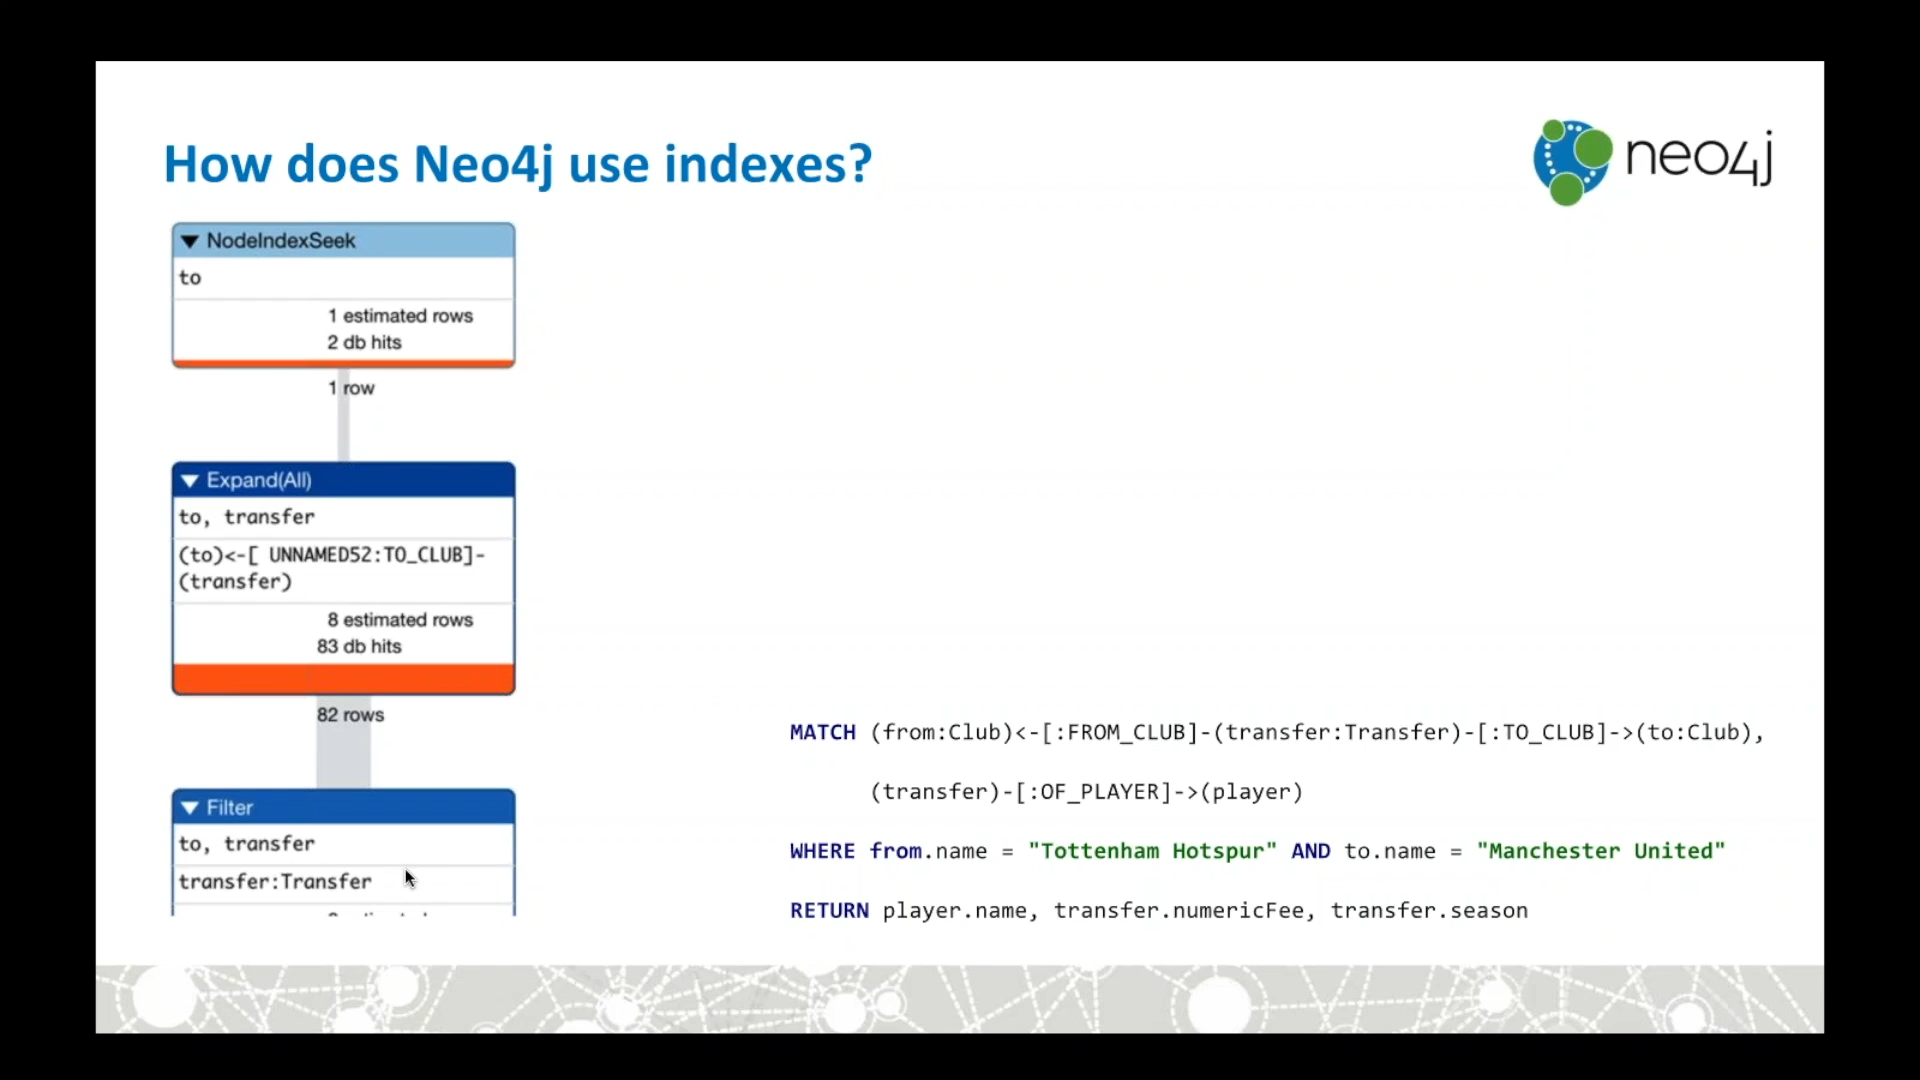 How does Neo4j use indexes?
neo4j
NodeIndexSeek
to
1 estimated rows
2 db hits
1 row
Expand(All)
to, transfer
(to)<-[ UNNAMED52:TO_CLUB]-
(transfer)
8 estimated rows
83 db hits
82 rows
Filter
to, transfer
transfer:Transfer
MATCH (from:Club)<-[:FROM_CLUB]-(transfer:Transfer)-[:TO_CLUB]->(to:Club),
(transfer)-[:OF_PLAYER]->(player)
WHERE from.name = "Tottenham Hotspur" AND to.name = "Manchester United"
RETURN player.name, transfer.numericFee, transfer.season